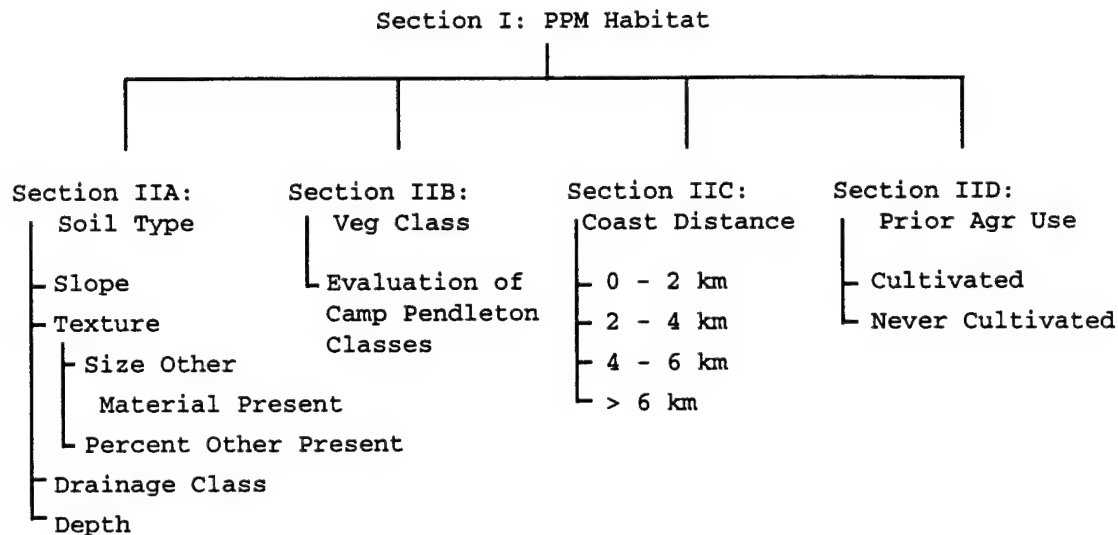 Section I: PPM Habitat
Section IIA:
Soil Type
Slope
Texture
Size Other
Material Present
Percent Other Present
Drainage Class
Depth
Section IIB:
Veg Class
Evaluation of
Camp Pendleton
Classes
Section IIC:
Coast Distance
0 - 2 km
2 - 4 km
4 - 6 km
> 6 km
Section IID:
Prior Agr Use
Cultivated
Never Cultivated